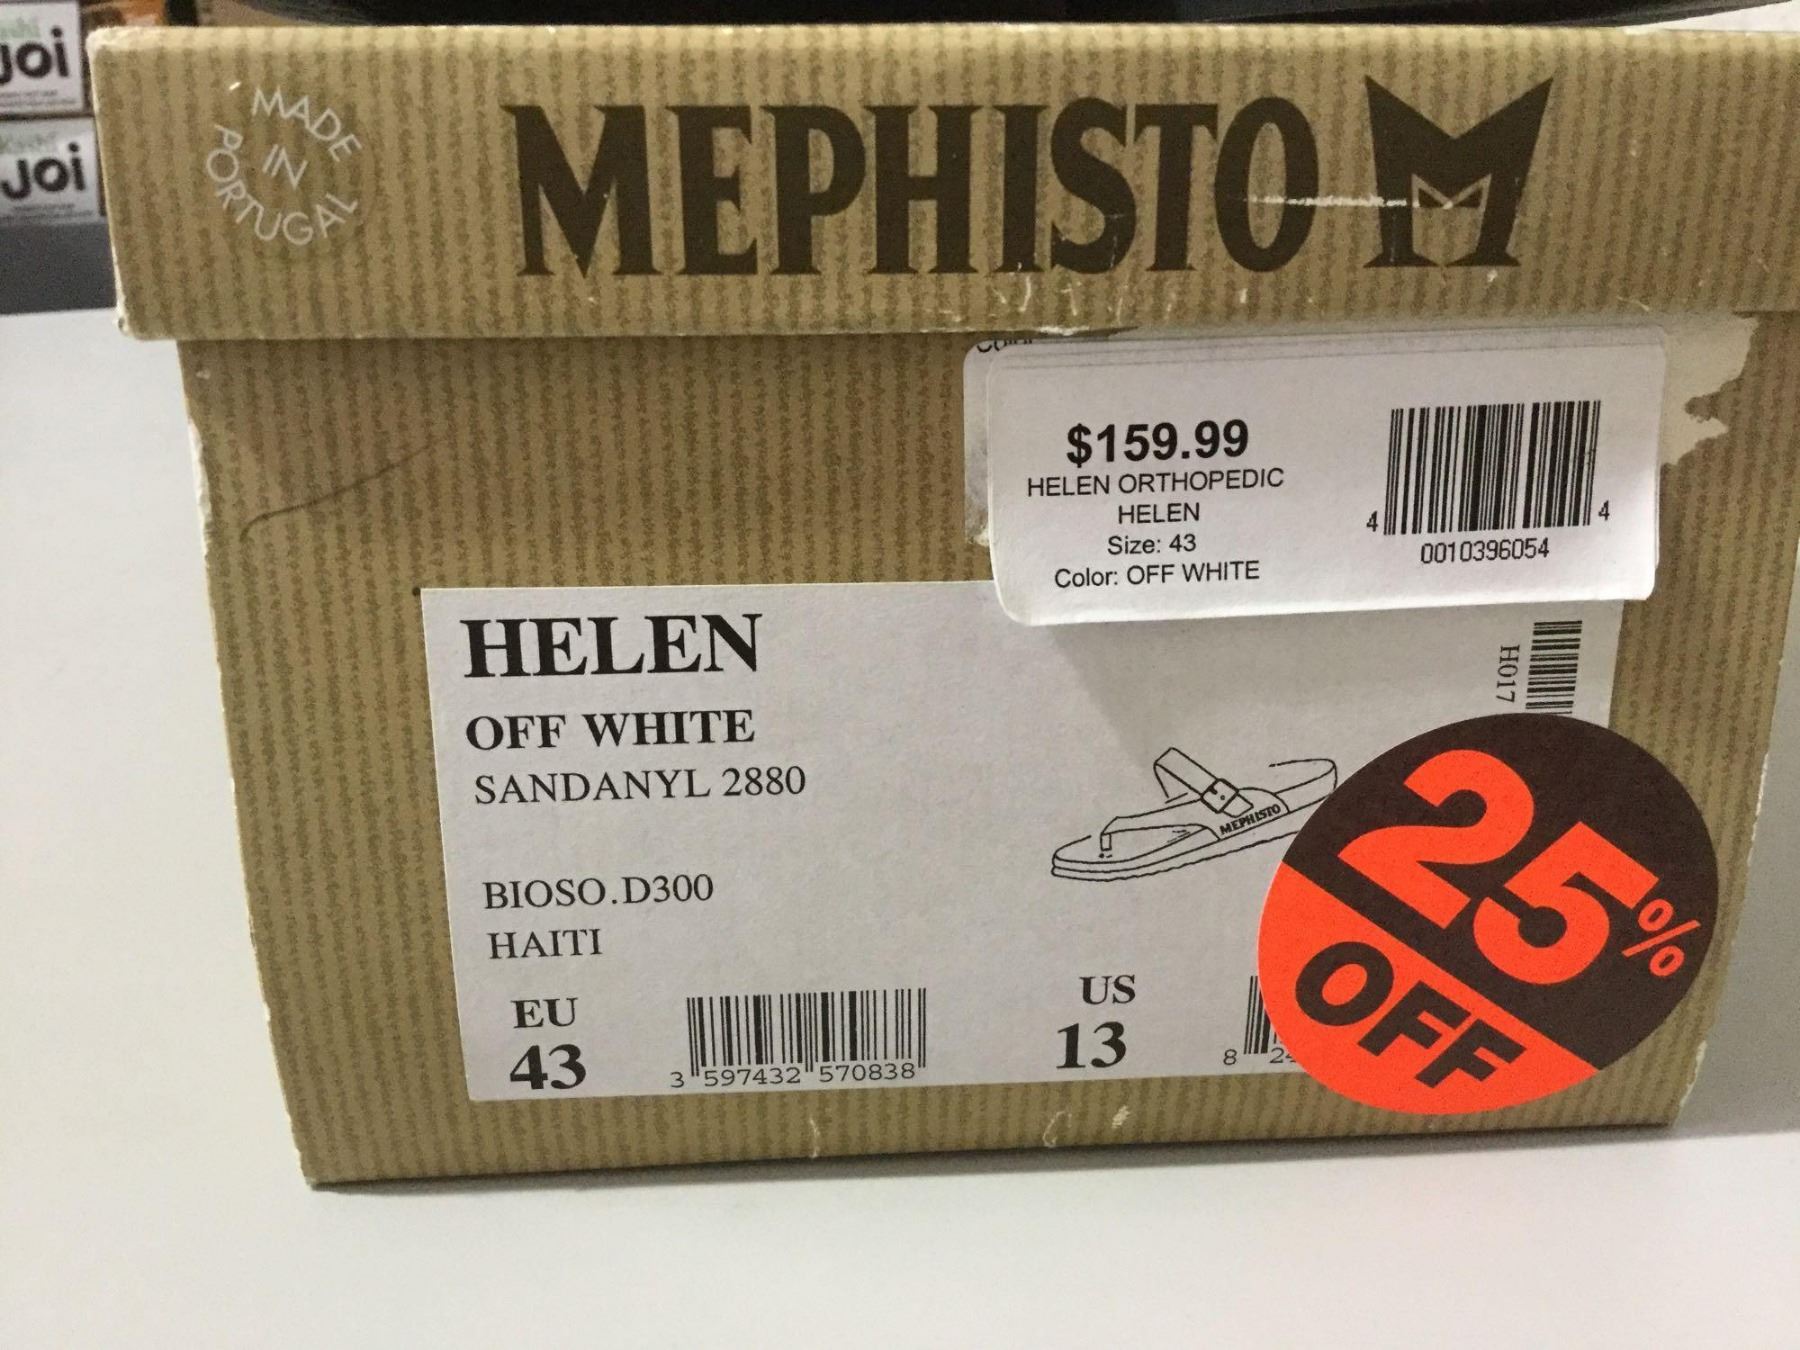 JOi
JOi
MADE
IN
PORTUGAL
MEPHISTO M
$159.99
HELEN ORTHOPEDIC
HELEN
Size: 43
Color: OFF WHITE
4 4
0010396054
HELEN
OFF WHITE
SANDANYL 2880
BIOSO.D300
HAITI
H017
MEPHISTO
EU
43
3 597432 570838
US
13
8 24
25%
OFF